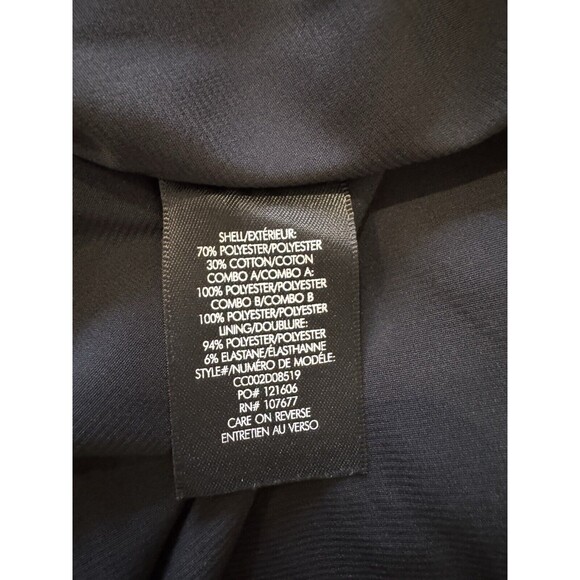 SHELL/EXTÉRIEUR:
70% POLYESTER/POLYESTER
30% COTTON/COTON
COMBO A/COMBO A:
100% POLYESTER/POLYESTER
COMBO B/COMBO B
100% POLYESTER/POLYESTER
LINING/DOUBLURE:
94% POLYESTER/POLYESTER
6% ELASTANE/ÉLASTHANNE
STYLE#/NUMÉRO DE MODÈLE:
CC002D08519
PO# 121606
RN# 107677
CARE ON REVERSE
ENTRETIEN AU VERSO